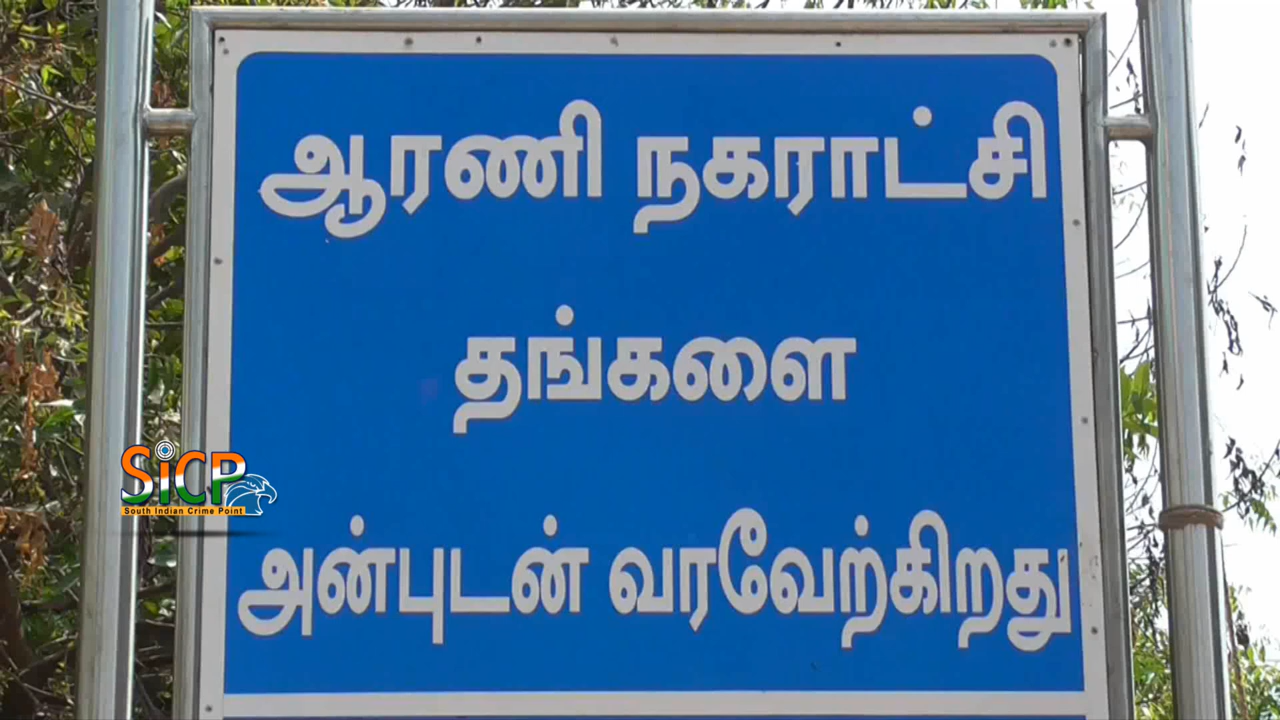 ஆரணி நகராட்சி
தங்களை
SiCP
South Indian Crime Point
அன்புடன் வரவேற்கிறது